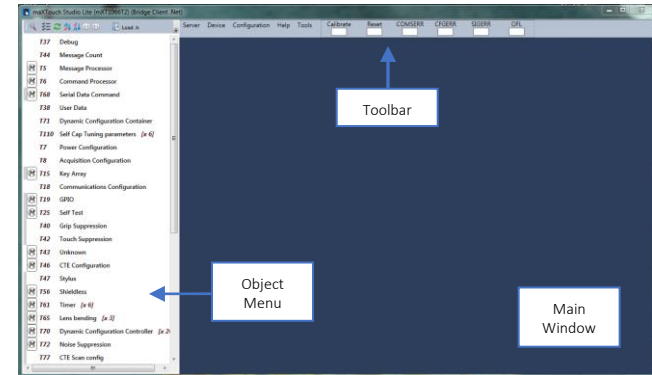 maXTouch Studio Lite (mXT1066T2) (Bridge Client .Net)
Load A
Server Device Configuration Help Tools Calibrate Reset COMSERR CFGERR SIGERR OFL
T37 Debug
T44 Message Count
T5 Message Processor
T6 Command Processor
T68 Serial Data Command
T38 User Data
T71 Dynamic Configuration Container
T110 Self Cap Tuning parameters [x 6]
T7 Power Configuration
T8 Acquisition Configuration
T15 Key Array
T18 Communications Configuration
T19 GPIO
T25 Self Test
T40 Grip Suppression
T42 Touch Suppression
T43 Unknown
T46 CTE Configuration
T47 Stylus
T56 Shieldless
T61 Timer [x 6]
T65 Lens bending [x 3]
T70 Dynamic Configuration Controller [x 2
T72 Noise Suppression
T77 CTE Scan config
Toolbar
Object
Menu
Main
Window